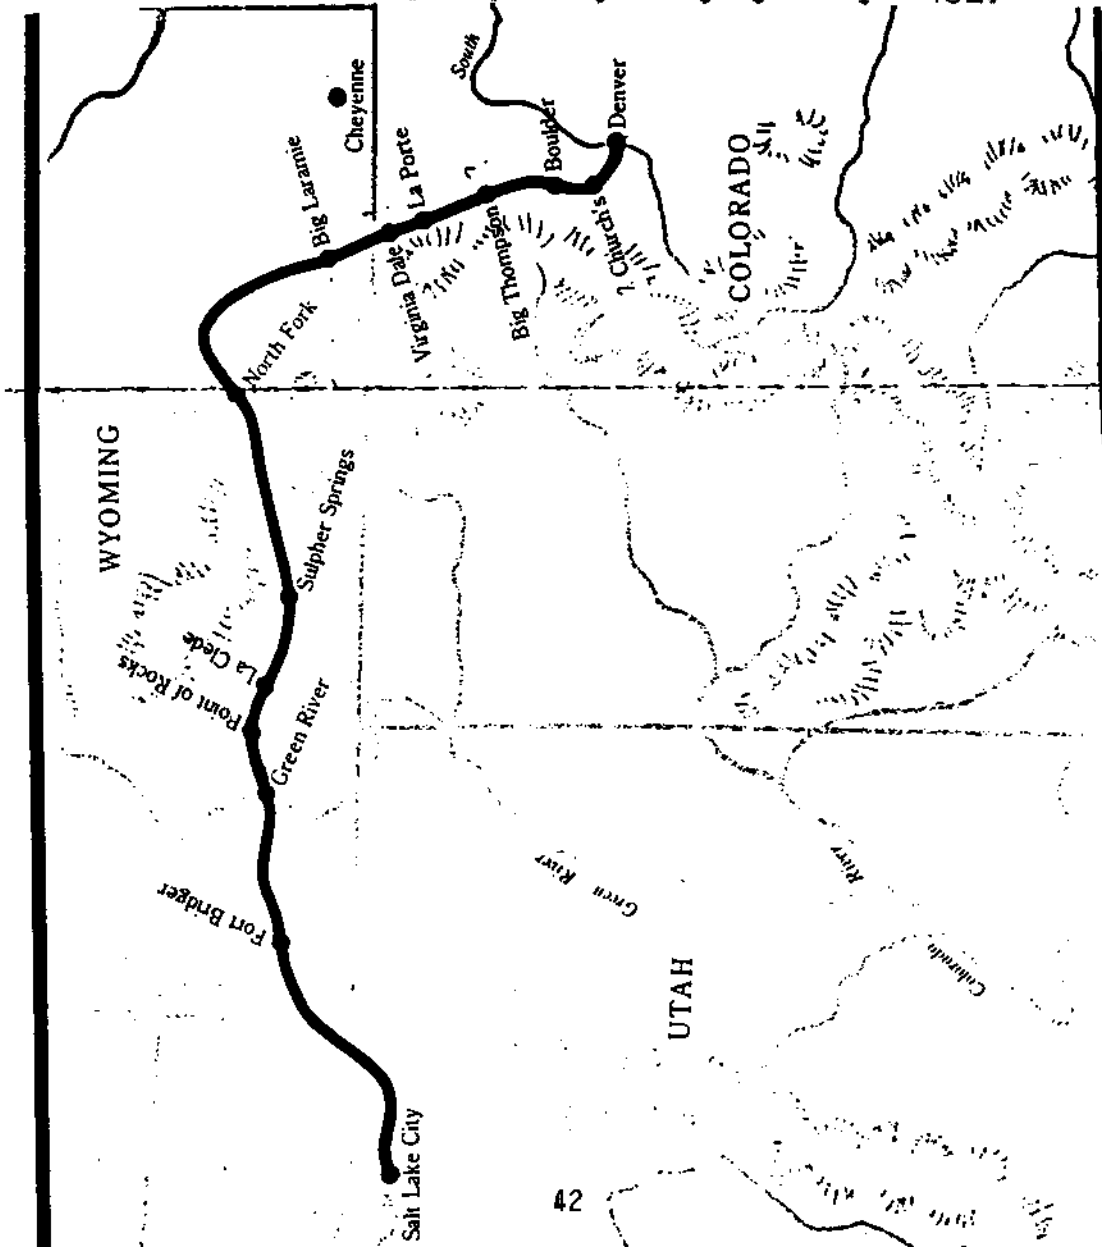 WYOMING
COLORADO
UTAH
Salt Lake City
Fort Bridger
Green River
Point of Rocks
La Clede
Sulpher Springs
North Fork
Big Laramie
Cheyenne
Virginia Dale
La Porte
Big Thompson
?
? Church's
Boulder
Denver
South
Green River
Colorado
River
42